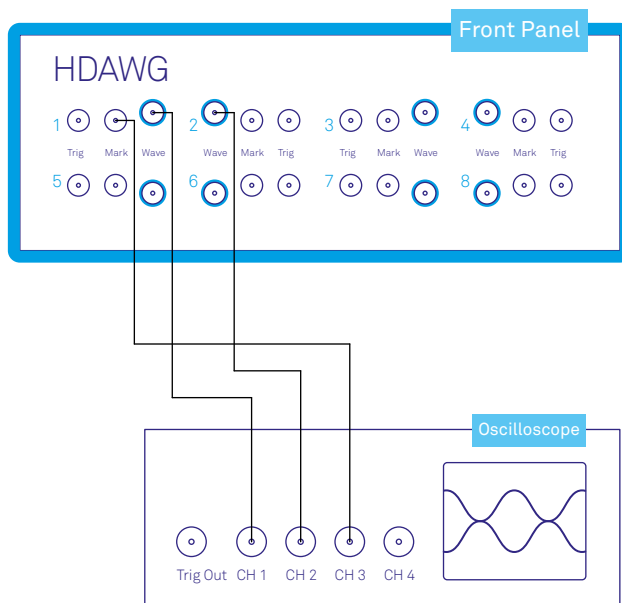 Front Panel
HDAWG
1 2 3 4
Trig Mark Wave Wave Mark Trig Trig Mark Wave Wave Mark Trig
5 6 7 8
Oscilloscope
Trig Out CH 1 CH 2 CH 3 CH 4